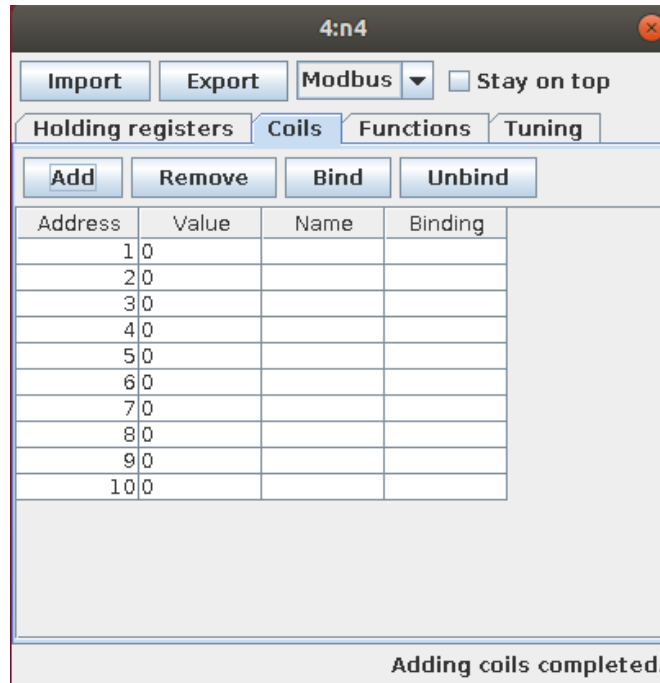 4:n4
Import Export Modbus Stay on top
Holding registers Coils Functions Tuning
Add Remove Bind Unbind
Address Value Name Binding
1 0
2 0
3 0
4 0
5 0
6 0
7 0
8 0
9 0
10 0
Adding coils completed.